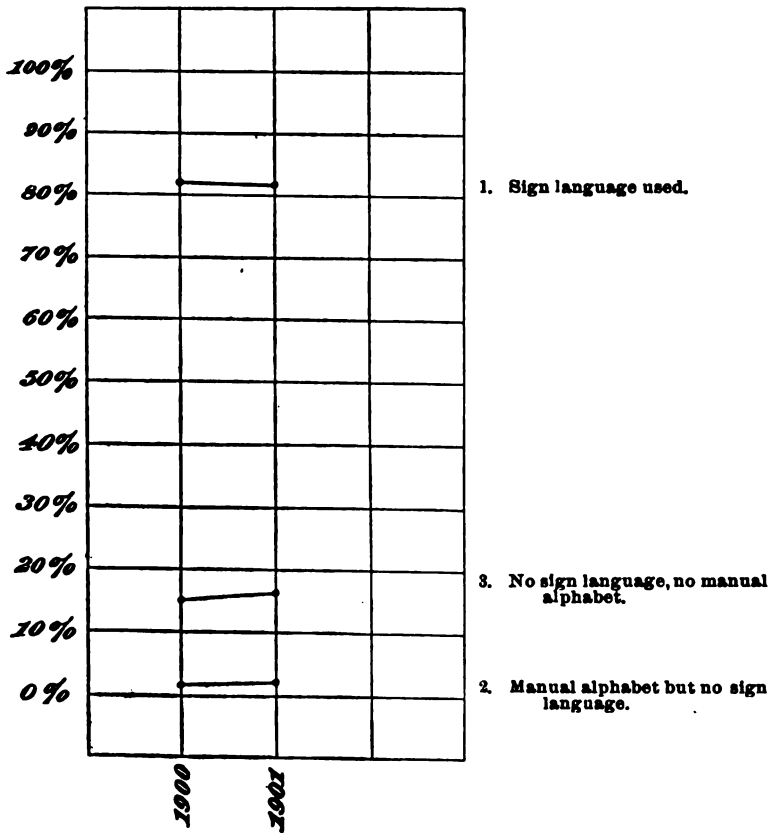 100%
90%
80%
1. Sign language used.
70%
60%
50%
40%
30%
20%
3. No sign language, no manual
alphabet.
10%
0%
2. Manual alphabet but no sign
language.
1900
1901